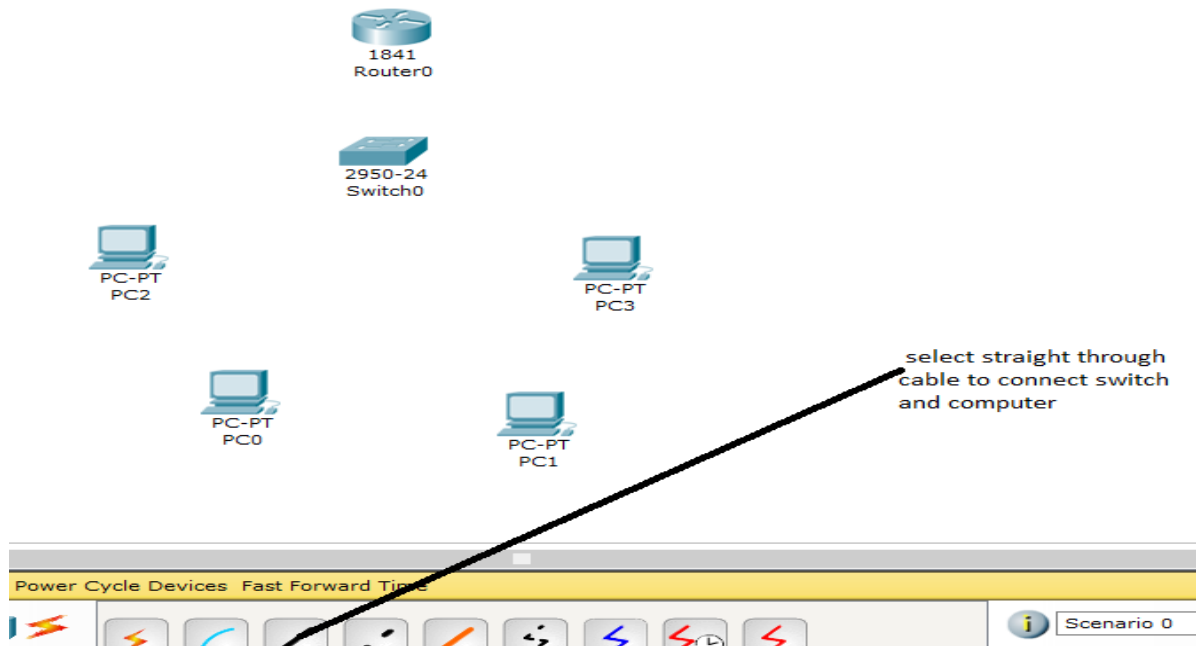 1841
Router0
2950-24
Switch0
PC-PT
PC2
PC-PT
PC3
select straight through
cable to connect switch
and computer
PC-PT
PC0
PC-PT
PC1
Power Cycle Devices Fast Forward Time
i Scenario 0